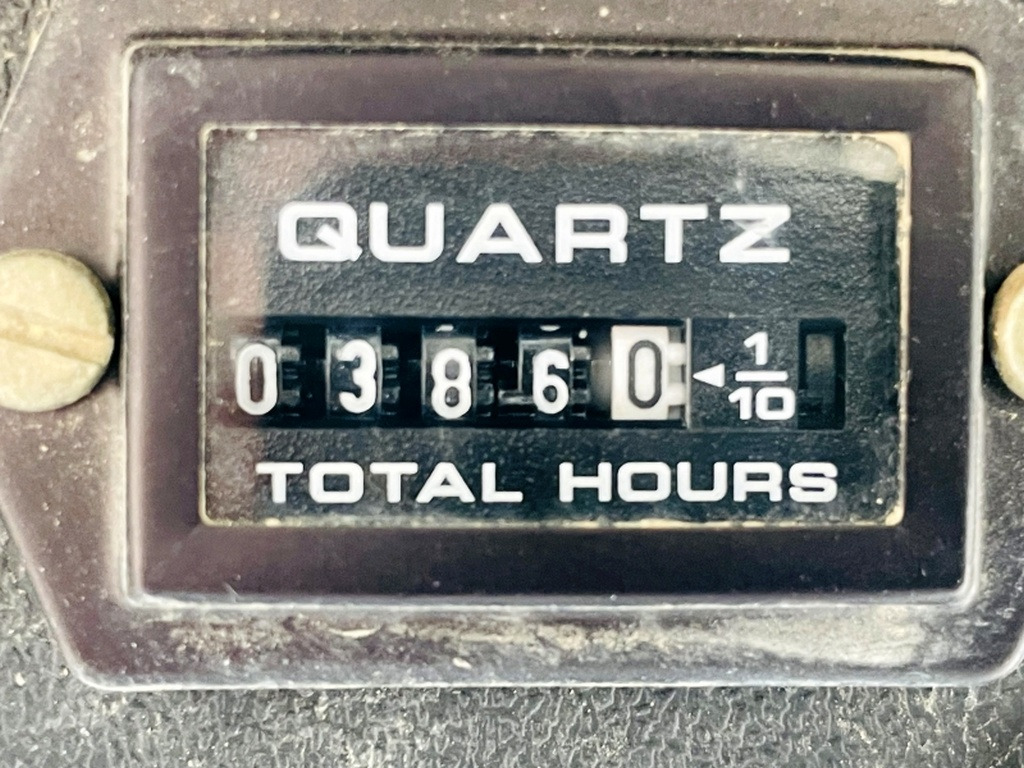 QUARTZ
03860 ◄ 1/10
TOTAL HOURS